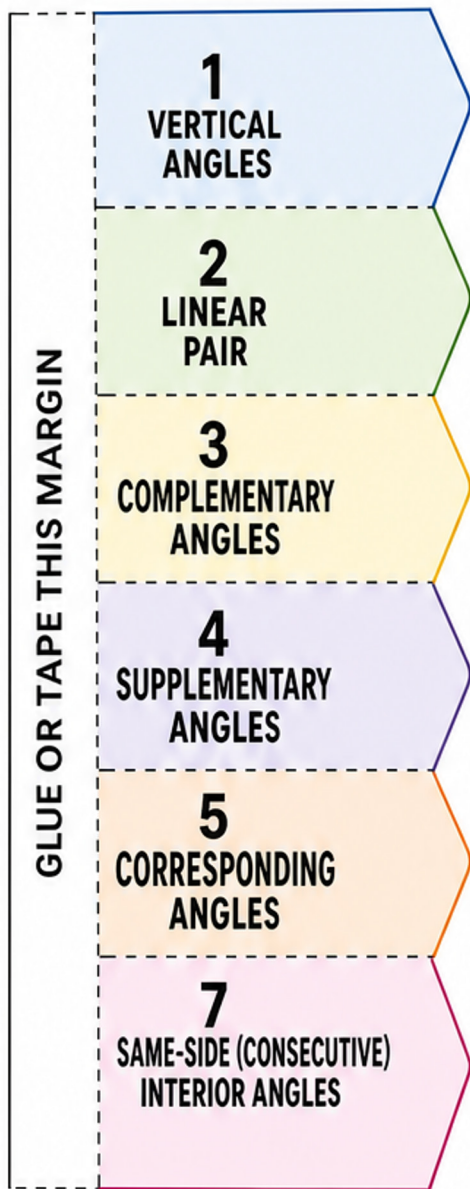 GLUE OR TAPE THIS MARGIN
1
VERTICAL
ANGLES
2
LINEAR
PAIR
3
COMPLEMENTARY
ANGLES
4
SUPPLEMENTARY
ANGLES
5
CORRESPONDING
ANGLES
7
SAME-SIDE (CONSECUTIVE)
INTERIOR ANGLES